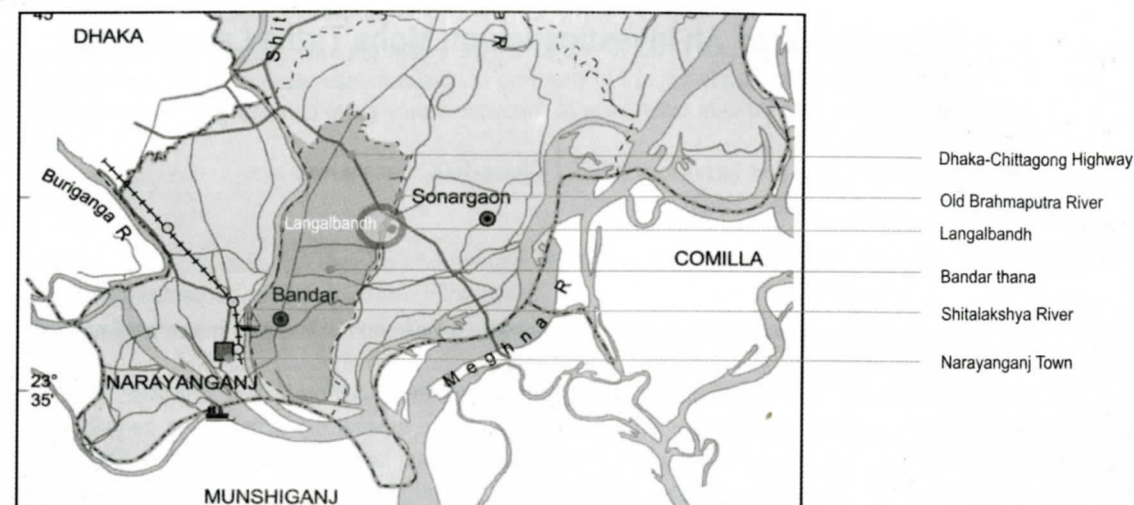 45'
DHAKA
Shit
R
Buriganga R
Langalbandh
Sonargaon
COMILLA
Bandar
Meghna R
23°
35'
NARAYANGANJ
MUNSHIGANJ
Dhaka-Chittagong Highway
Old Brahmaputra River
Langalbandh
Bandar thana
Shitalakshya River
Narayanganj Town